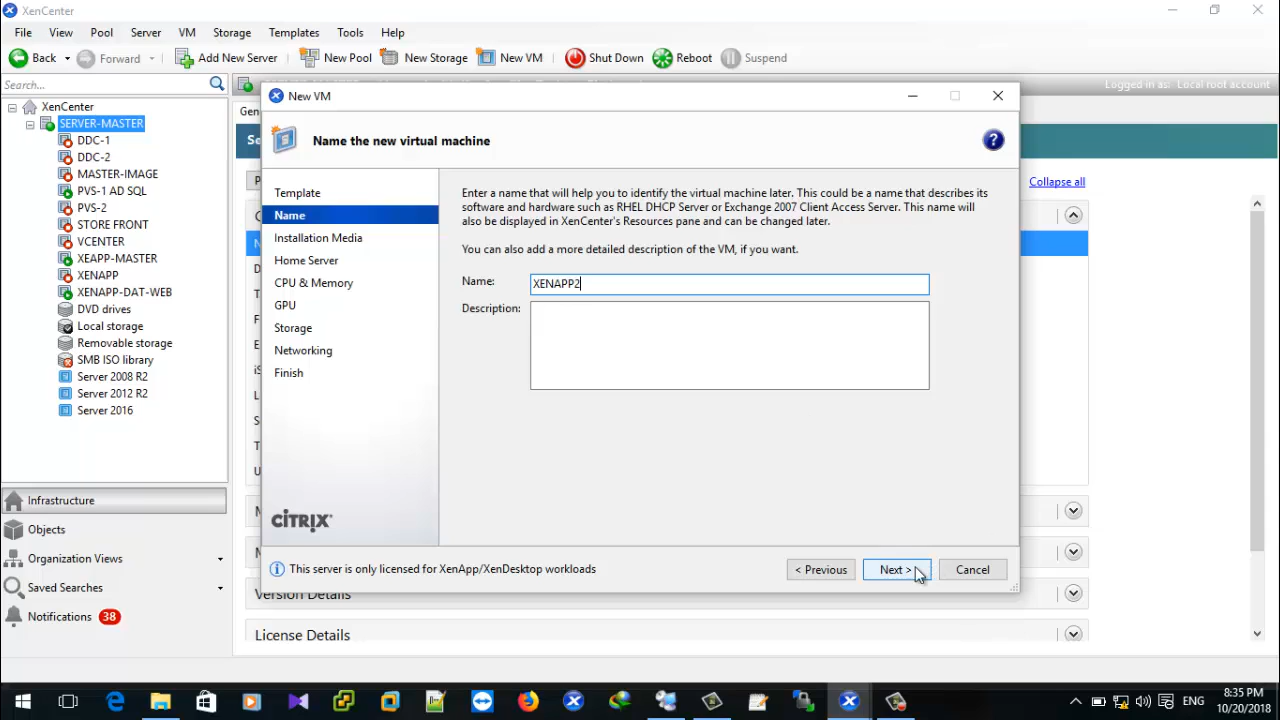 XenCenter
File View Pool Server VM Storage Templates Tools Help
Back Forward Add New Server New Pool New Storage New VM Shut Down Reboot Suspend
Search...
Logged in as: Local root account
XenCenter
SERVER-MASTER
DDC-1
DDC-2
MASTER-IMAGE
PVS-1 AD SQL
PVS-2
STORE FRONT
VCENTER
XEAPP-MASTER
XENAPP
XENAPP-DAT-WEB
DVD drives
Local storage
Removable storage
SMB ISO library
Server 2008 R2
Server 2012 R2
Server 2016
Infrastructure
Objects
Organization Views
Saved Searches
Notifications 38
Collapse all
Version Details
License Details
New VM
Name the new virtual machine
Template
Name
Installation Media
Home Server
CPU & Memory
GPU
Storage
Networking
Finish
CITRIX
Enter a name that will help you to identify the virtual machine later. This could be a name that describes its
software and hardware such as RHEL DHCP Server or Exchange 2007 Client Access Server. This name will
also be displayed in XenCenter's Resources pane and can be changed later.
You can also add a more detailed description of the VM, if you want.
Name: XENAPP2
Description:
This server is only licensed for XenApp/XenDesktop workloads
< Previous Next > Cancel
ENG
8:35 PM
10/20/2018